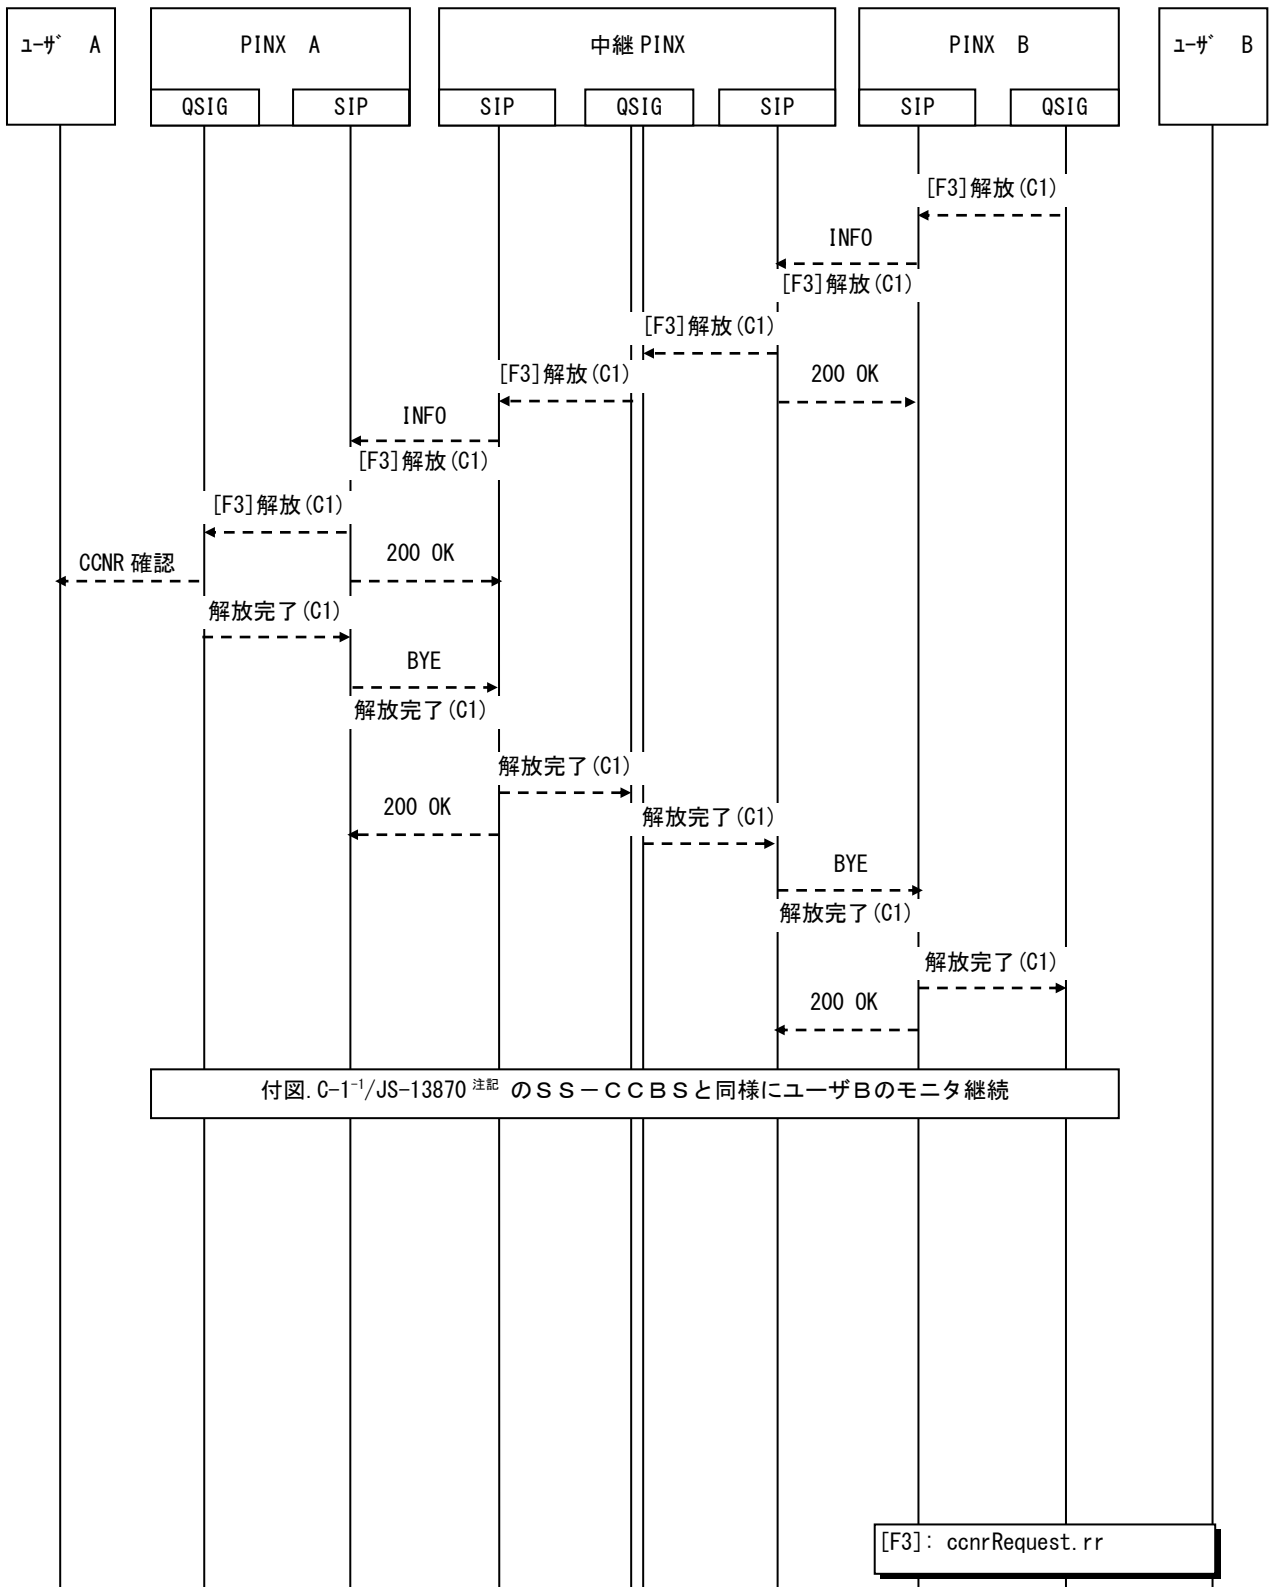 ﾕｰｻﾞ A
PINX A
中継 PINX
PINX B
ﾕｰｻﾞ B
QSIG
SIP
SIP
QSIG
SIP
SIP
QSIG
[F3]解放(C1)
INFO
[F3]解放(C1)
[F3]解放(C1)
[F3]解放(C1)
200 OK
INFO
[F3]解放(C1)
[F3]解放(C1)
CCNR 確認
200 OK
解放完了(C1)
BYE
解放完了(C1)
解放完了(C1)
200 OK
解放完了(C1)
BYE
解放完了(C1)
解放完了(C1)
200 OK
付図.C-1-1/JS-13870 注記 のＳＳ－ＣＣＢＳと同様にユーザＢのモニタ継続
[F3]: ccnrRequest.rr